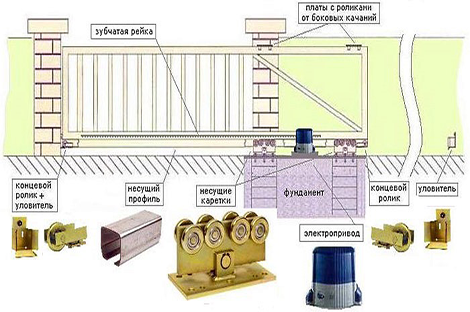 платы с роликами
от боковых качаний
зубчатая рейка
концевой
ролик +
уловитель
несущий
профиль
несущие
каретки
фундамент
концевой
ролик
уловитель
электропривод